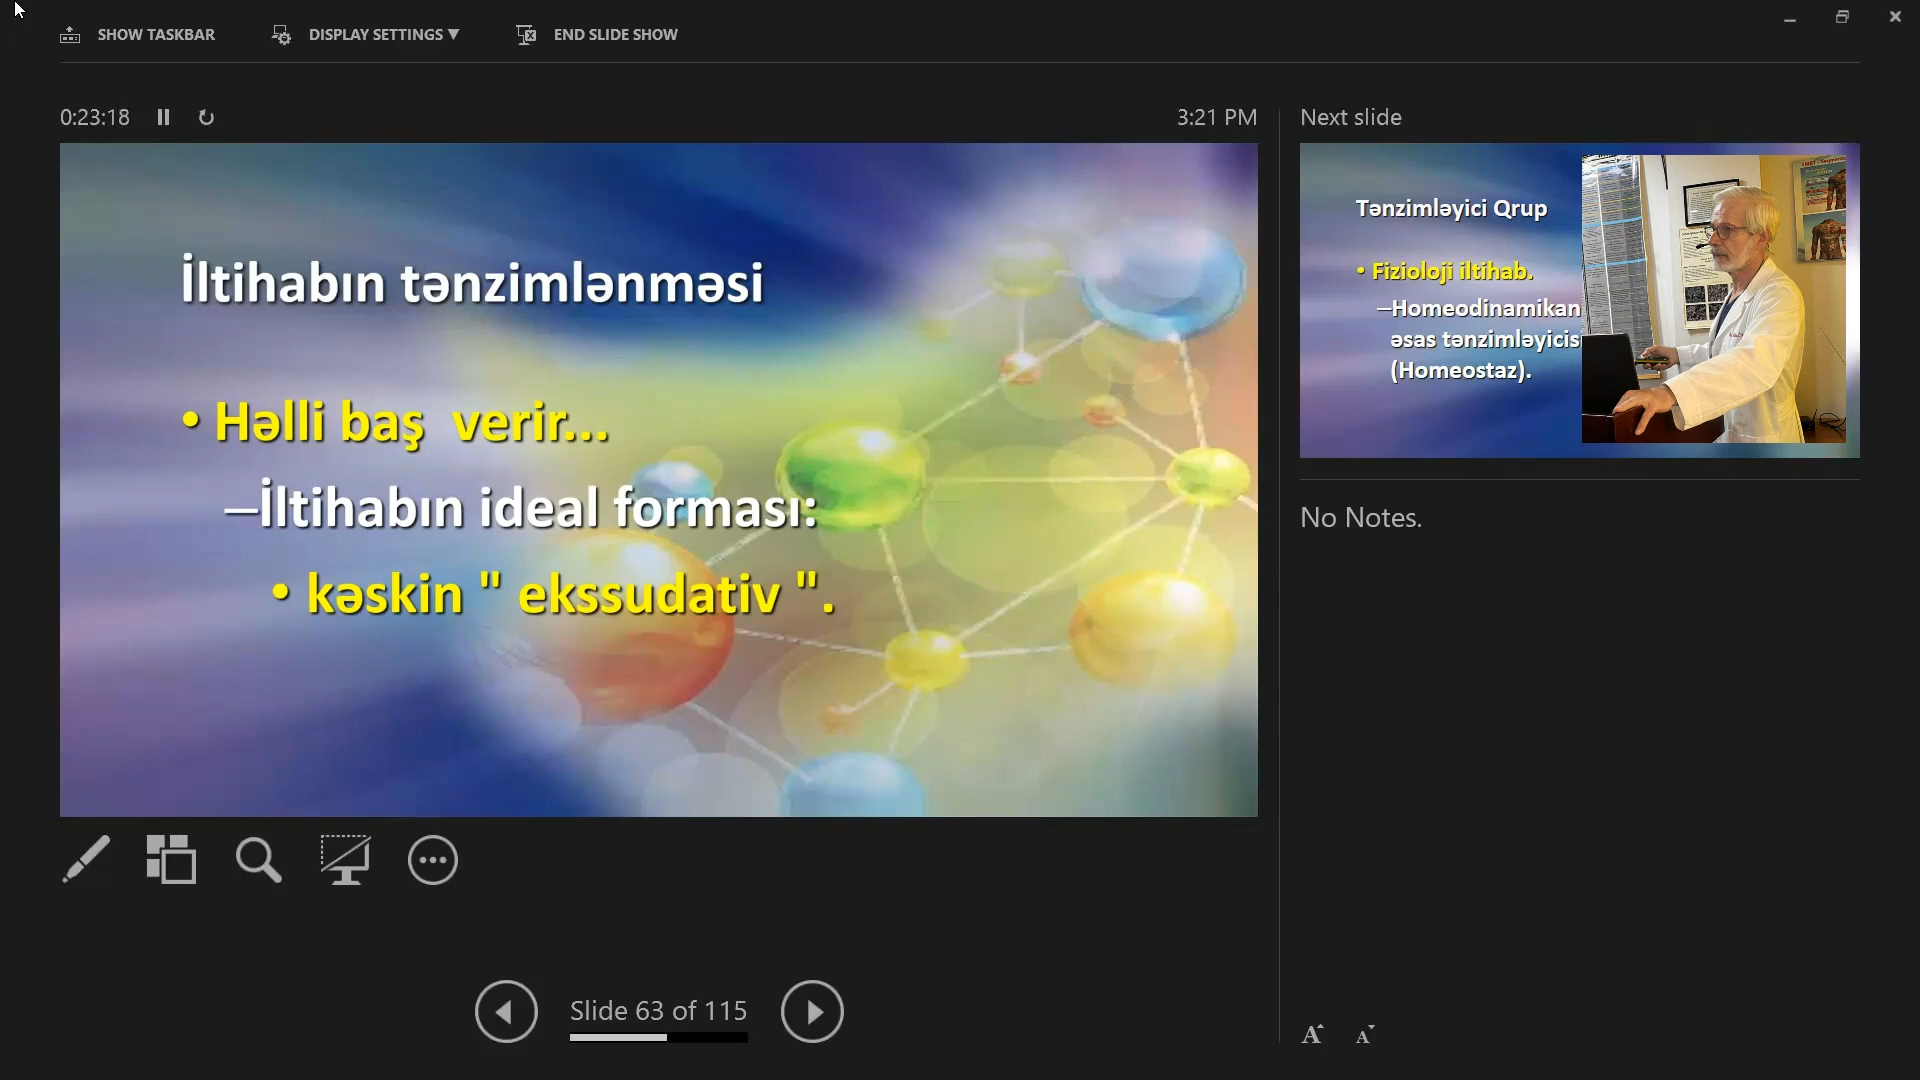 SHOW TASKBAR
DISPLAY SETTINGS ▼
END SLIDE SHOW
0:23:18
3:21 PM
İltihabın tənzimlənməsi
• Həlli baş  verir...
–İltihabın ideal forması:
• kəskin " ekssudativ ".
Slide 63 of 115
Next slide
Tənzimləyici Qrup
• Fizioloji iltihab.
–Homeodinamikan
əsas tənzimləyicis
(Homeostaz).
No Notes.